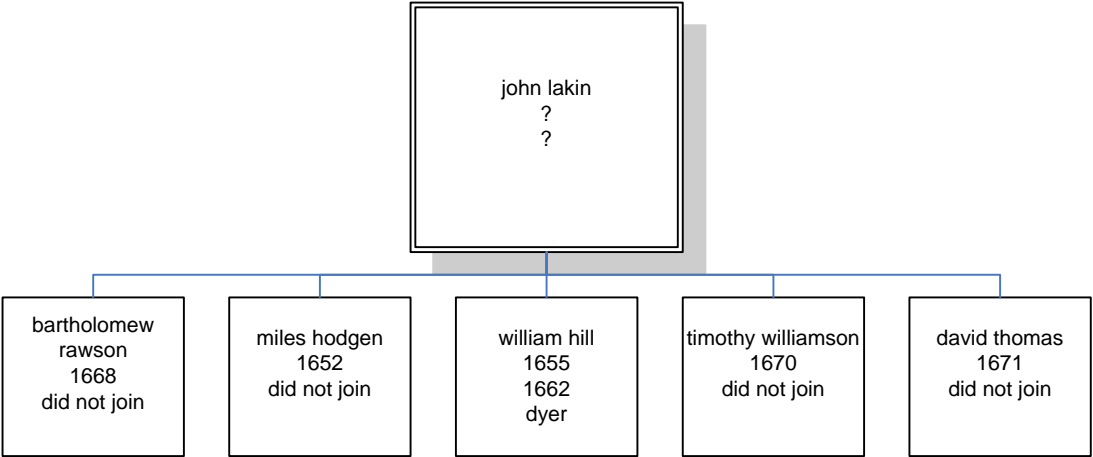 john lakin
?
?
bartholomew
rawson
1668
did not join
miles hodgen
1652
did not join
william hill
1655
1662
dyer
timothy williamson
1670
did not join
david thomas
1671
did not join